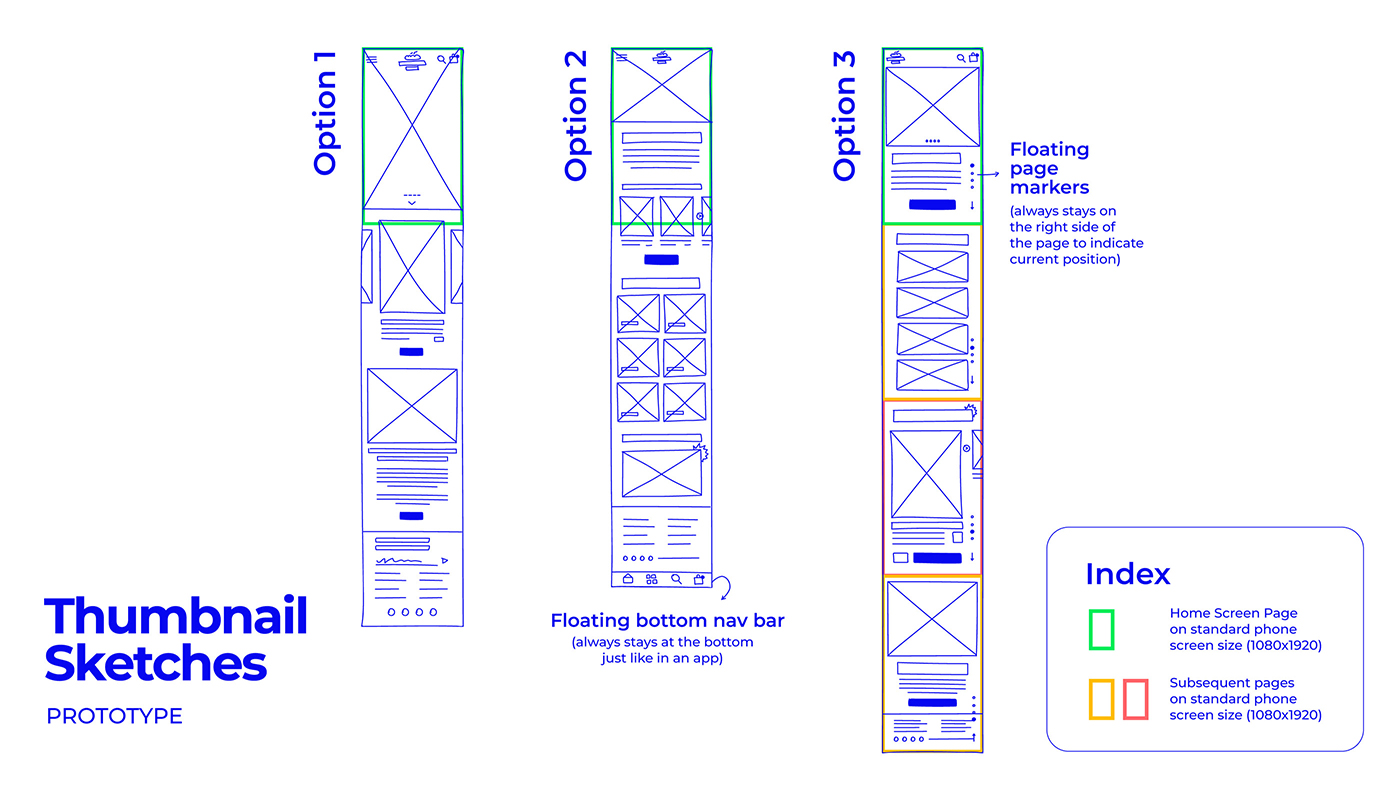 Option 1
Option 2
Option 3
Floating
page
markers
(always stays on
the right side of
the page to indicate
current position)
Floating bottom nav bar
(always stays at the bottom
just like in an app)
Thumbnail
Sketches
PROTOTYPE
Index
Home Screen Page
on standard phone
screen size (1080x1920)
Subsequent pages
on standard phone
screen size (1080x1920)